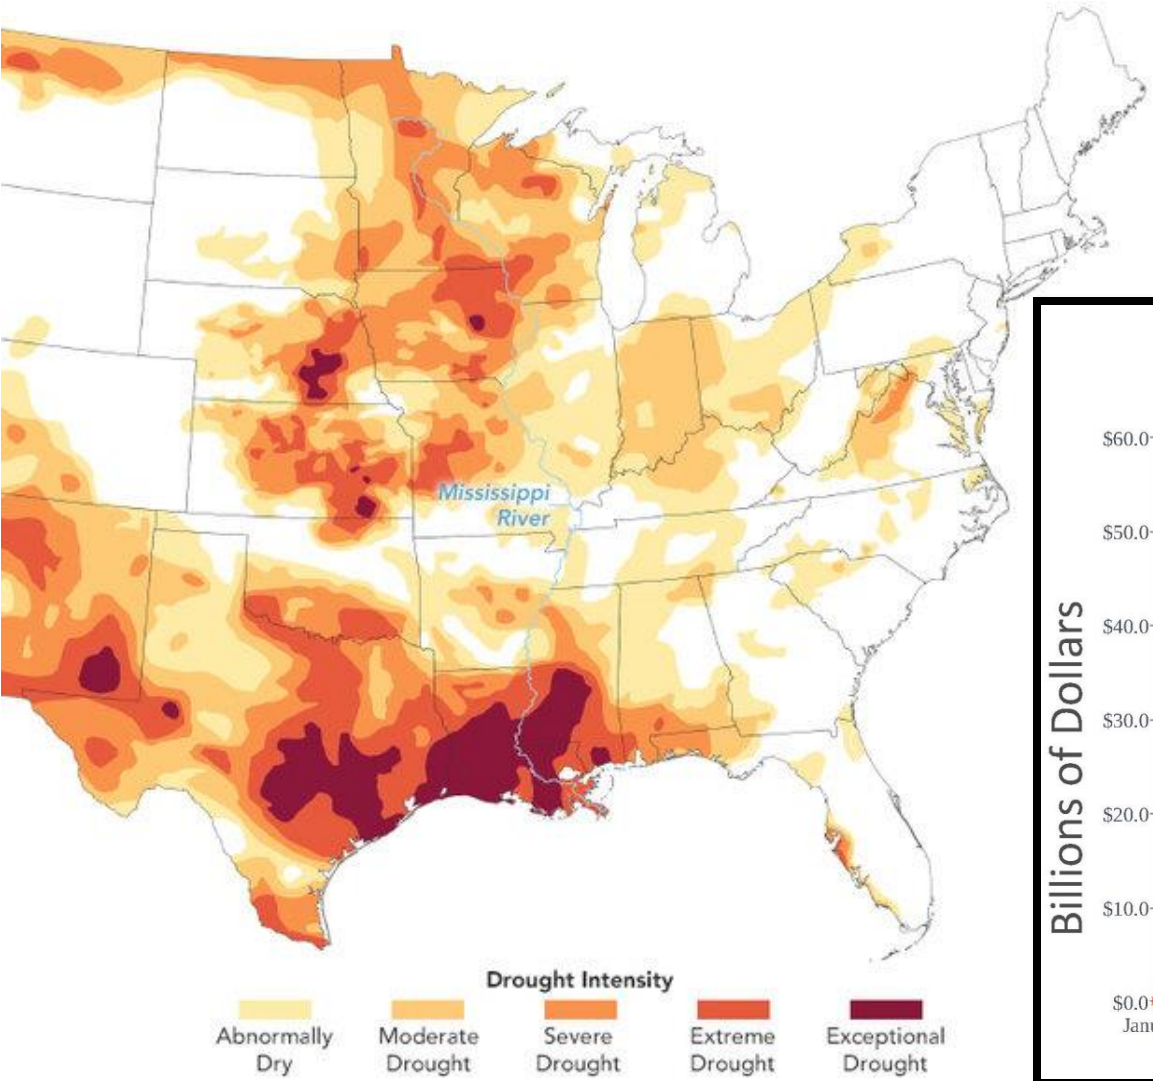 Mississippi
River
Drought Intensity
Abnormally
Dry
Moderate
Drought
Severe
Drought
Extreme
Drought
Exceptional
Drought
Billions of Dollars
$60.0
$50.0
$40.0
$30.0
$20.0
$10.0
$0.0
Janu